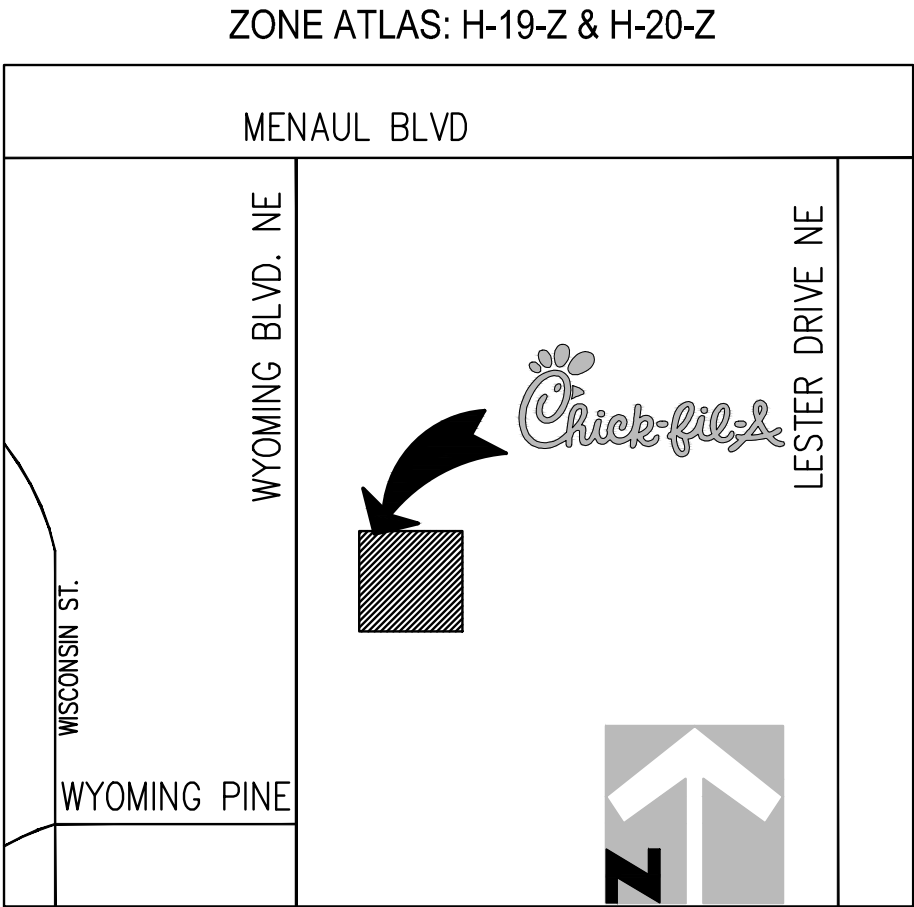 ZONE ATLAS: H-19-Z & H-20-Z
MENAUL BLVD
WYOMING BLVD. NE
LESTER DRIVE NE
Chick-fil-A
WISCONSIN ST.
WYOMING PINE
N